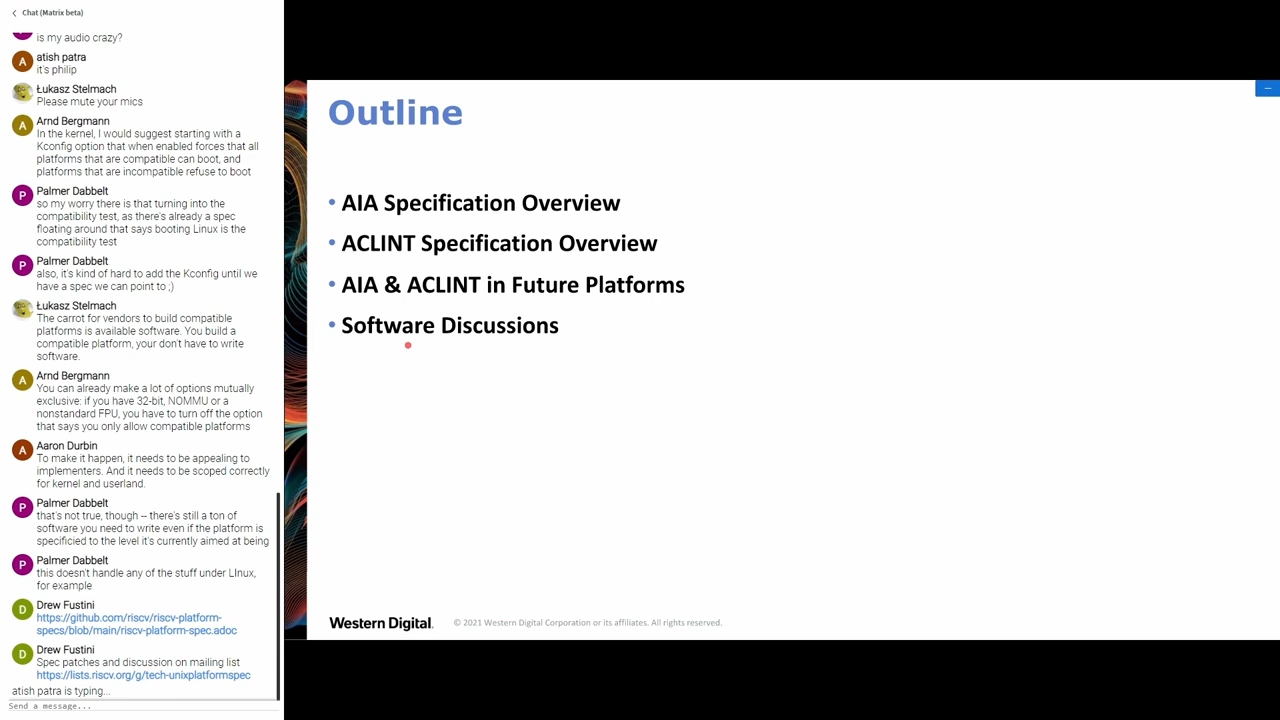 Chat (Matrix beta)
is my audio crazy?
A
atish patra
it's philip
Łukasz Stelmach
Please mute your mics
A
Arnd Bergmann
In the kernel, I would suggest starting with a
Kconfig option that when enabled forces that all
platforms that are compatible can boot, and
platforms that are incompatible refuse to boot
P
Palmer Dabbelt
so my worry there is that turning into the
compatibility test, as there's already a spec
floating around that says booting Linux is the
compatibility test
P
Palmer Dabbelt
also, it's kind of hard to add the Kconfig until we
have a spec we can point to ;)
Łukasz Stelmach
The carrot for vendors to build compatible
platforms is available software. You build a
compatible platform, your don't have to write
software.
A
Arnd Bergmann
You can already make a lot of options mutually
exclusive: if you have 32-bit, NOMMU or a
nonstandard FPU, you have to turn off the option
that says you only allow compatible platforms
A
Aaron Durbin
To make it happen, it needs to be appealing to
implementers. And it needs to be scoped correctly
for kernel and userland.
P
Palmer Dabbelt
that's not true, though -- there's still a ton of
software you need to write even if the platform is
specificied to the level it's currently aimed at being
P
Palmer Dabbelt
this doesn't handle any of the stuff under LInux,
for example
D
Drew Fustini
https://github.com/riscv/riscv-platform-
specs/blob/main/riscv-platform-spec.adoc
D
Drew Fustini
Spec patches and discussion on mailing list
https://lists.riscv.org/g/tech-unixplatformspec
atish patra is typing...
Send a message...
Outline
• AIA Specification Overview
• ACLINT Specification Overview
• AIA & ACLINT in Future Platforms
• Software Discussions
Western Digital.
© 2021 Western Digital Corporation or its affiliates. All rights reserved.